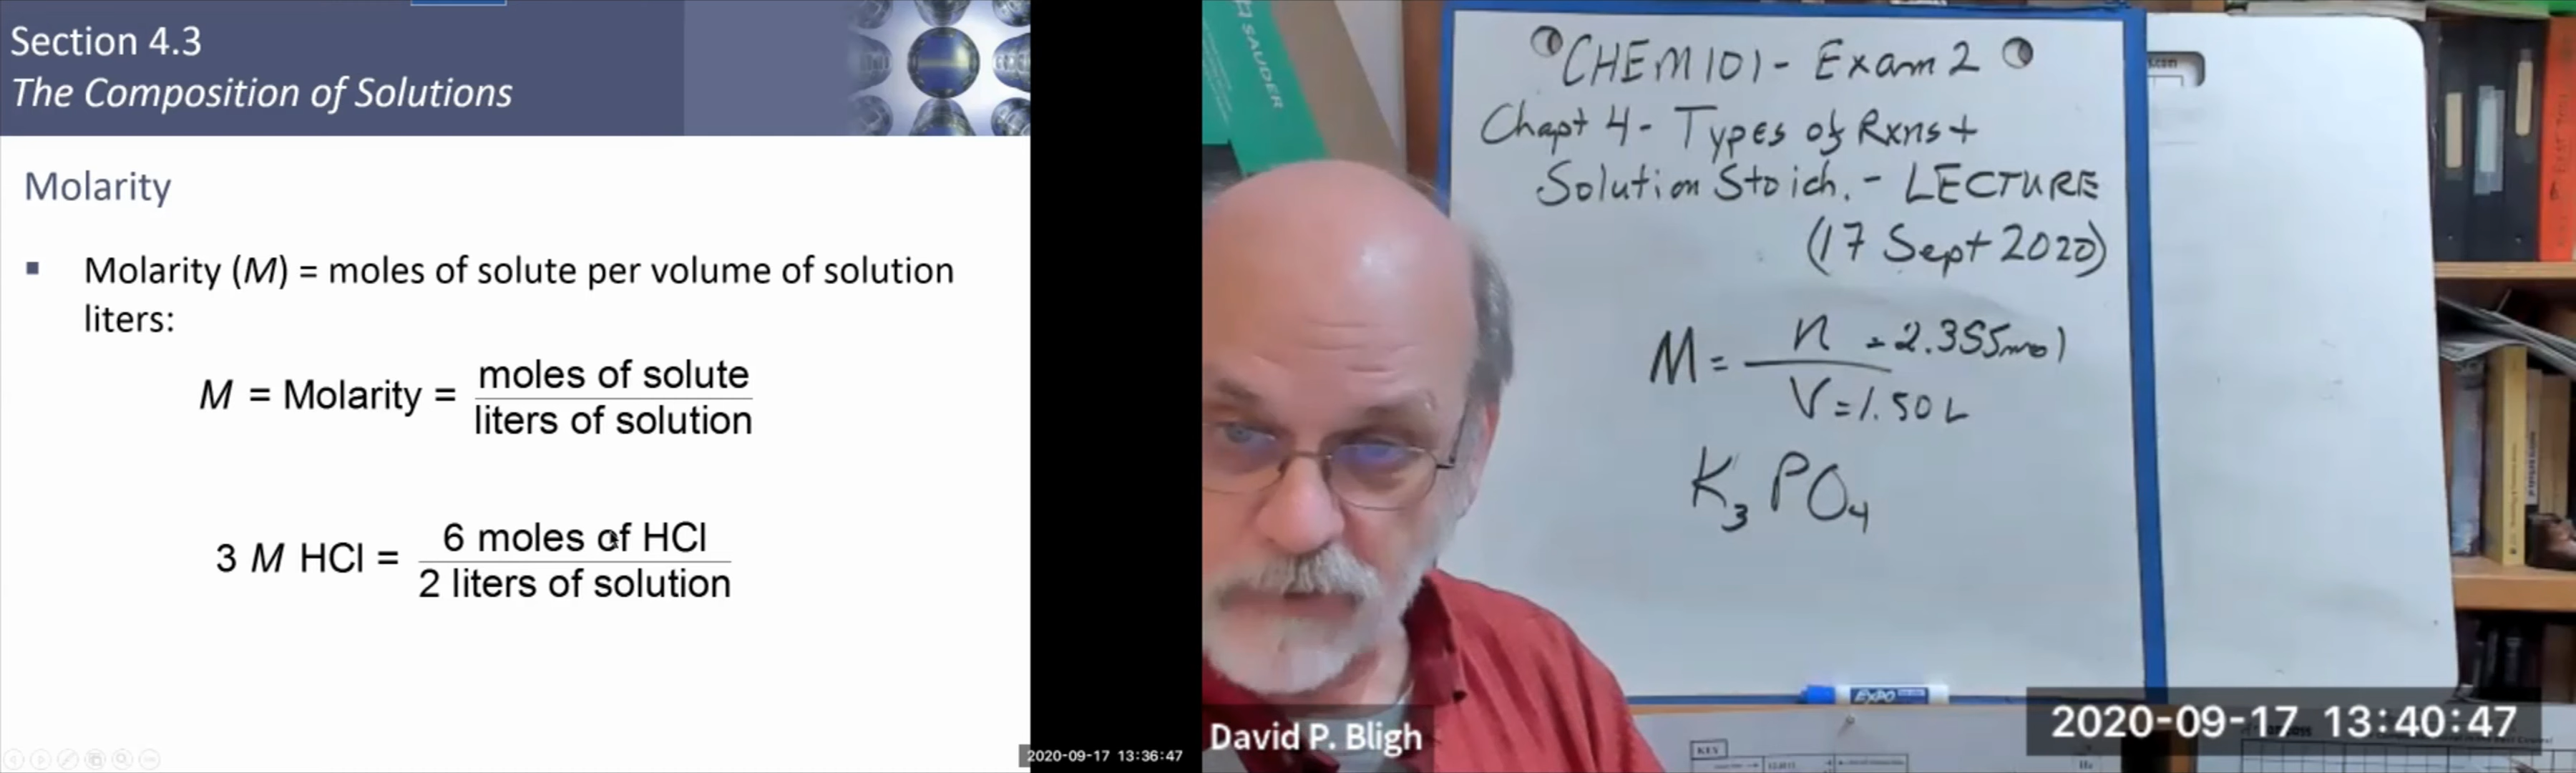 Section 4.3
The Composition of Solutions
Molarity
▪ Molarity (M) = moles of solute per volume of solution
liters:
M = Molarity = moles of solute
liters of solution
3 M HCl = 6 moles of HCl
2 liters of solution
2020-09-17 13:36:47
SAUDER
CHEM 101 - Exam 2
Chapt 4 - Types of Rxns +
Solution Stoich. - LECTURE
(17 Sept 2020)
M = n = 2.355 mol
V = 1.50 L
K3PO4
EXPO
KEY
David P. Bligh
2020-09-17 13:40:47